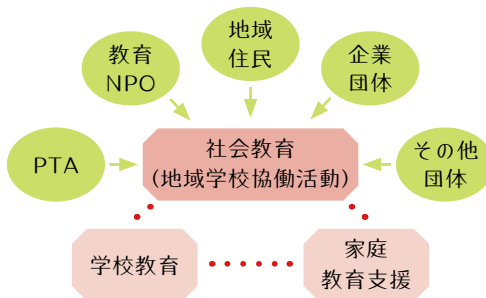 地域
住民
教育
NPO
企業
団体
PTA
社会教育
(地域学校協働活動)
その他
団体
学校教育
家庭
教育支援